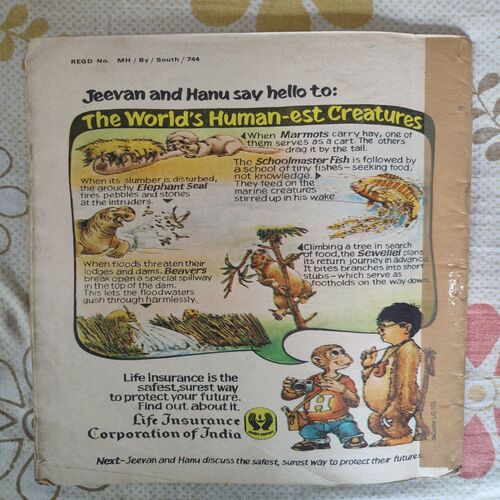 REGD No. MH / By / South / 744
Jeevan and Hanu say hello to:
The World's Human-est Creatures
When Marmots carry hay, one of
them serves as a cart. The others
drag it by the tail.
The Schoolmaster Fish is followed by
a school of tiny fishes – seeking food,
not knowledge.
They feed on the
marine creatures
stirred up in his wake.
When its slumber is disturbed,
the grouchy Elephant Seal
fires pebbles and stones
at the intruders.
Climbing a tree in search
of food, the Sewellel plans
its return journey in advance.
It bites branches into short
stubs – which serve as
footholds on the way down.
When floods threaten their
lodges and dams, Beavers
break open a special spillway
in the top of the dam.
This lets the floodwaters
gush through harmlessly.
H
Life Insurance is the
safest, surest way
to protect your future.
Find out about it.
Life Insurance
Corporation of India
Next – Jeevan and Hanu discuss the safest, surest way to protect their future.